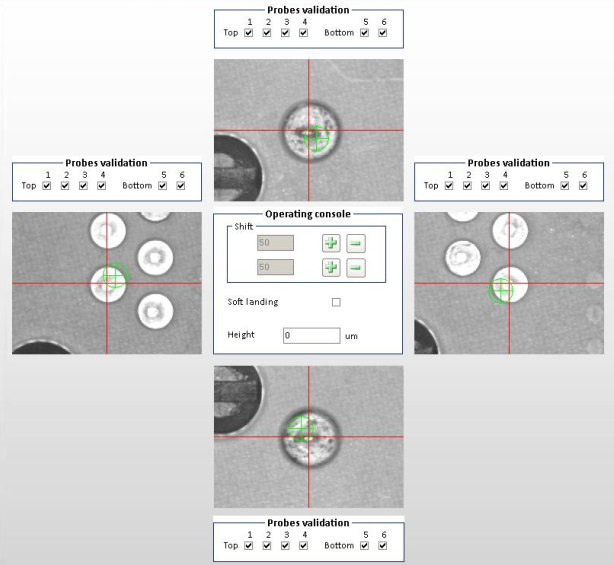 Probes validation
1 2 3 4 5 6
Top Bottom
Probes validation
1 2 3 4 5 6
Top Bottom
Probes validation
1 2 3 4 5 6
Top Bottom
Operating console
Shift
50
50
Soft landing
Height 0 um
Probes validation
1 2 3 4 5 6
Top Bottom